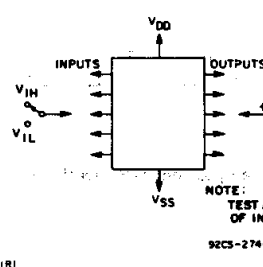 VDD
INPUTS
OUTPUTS
VIH
VIL
VSS
NOTE:
TEST
OF IN
92CS-274